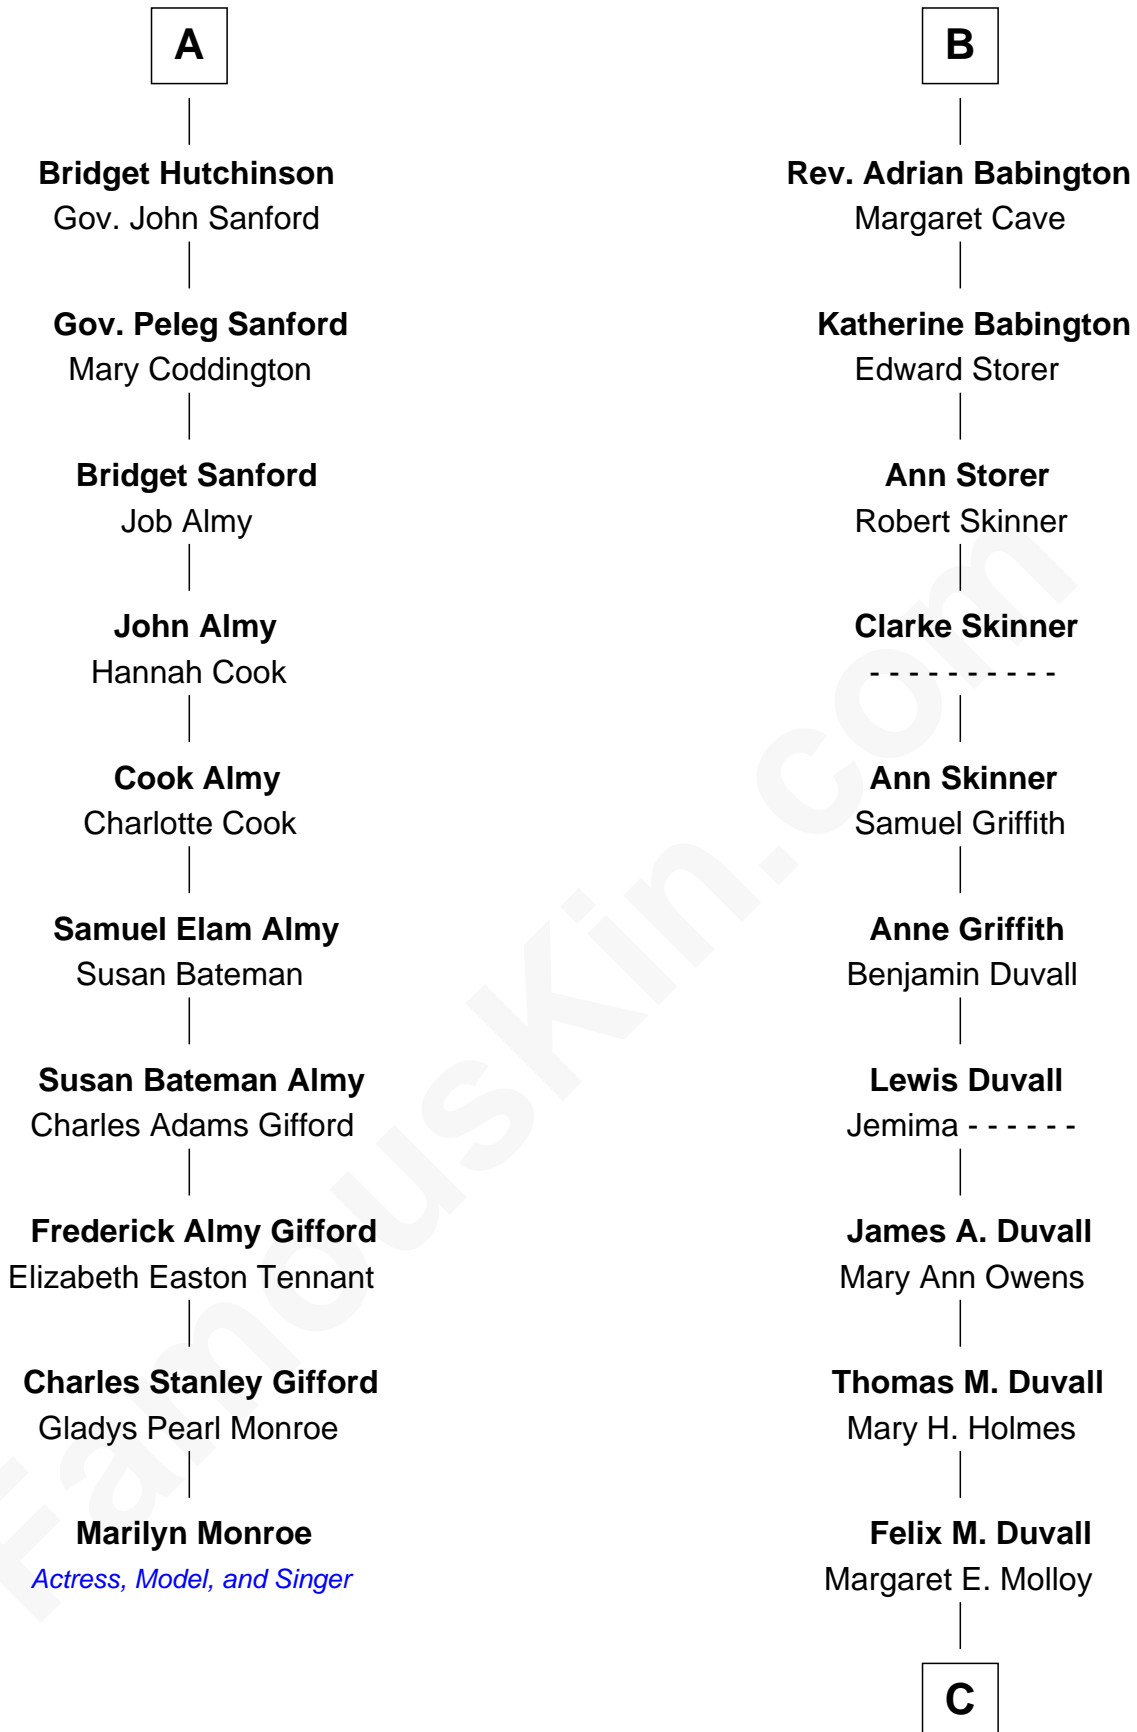 A
Bridget Hutchinson
Gov. John Sanford
Gov. Peleg Sanford
Mary Coddington
Bridget Sanford
Job Almy
John Almy
Hannah Cook
Cook Almy
Charlotte Cook
Samuel Elam Almy
Susan Bateman
Susan Bateman Almy
Charles Adams Gifford
Frederick Almy Gifford
Elizabeth Easton Tennant
Charles Stanley Gifford
Gladys Pearl Monroe
Marilyn Monroe
Actress, Model, and Singer
B
Rev. Adrian Babington
Margaret Cave
Katherine Babington
Edward Storer
Ann Storer
Robert Skinner
Clarke Skinner
- - - - - - - - - -
Ann Skinner
Samuel Griffith
Anne Griffith
Benjamin Duvall
Lewis Duvall
Jemima - - - - - -
James A. Duvall
Mary Ann Owens
Thomas M. Duvall
Mary H. Holmes
Felix M. Duvall
Margaret E. Molloy
C
FamousKin.com